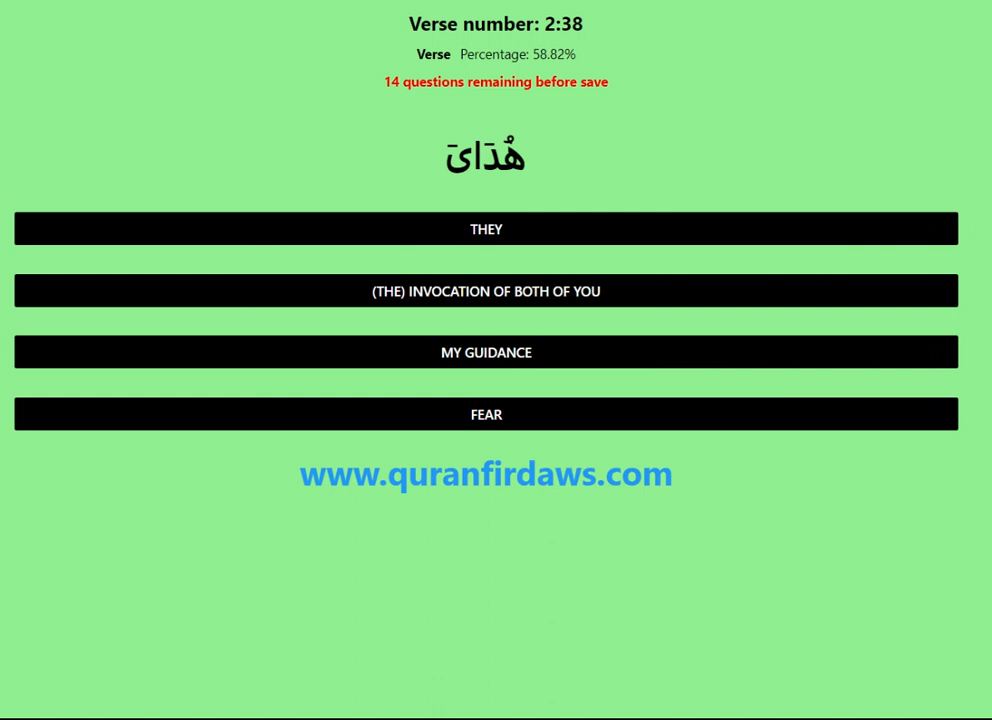 Verse number: 2:38
Verse Percentage: 58.82%
14 questions remaining before save
هُدَاىَ
THEY
(THE) INVOCATION OF BOTH OF YOU
MY GUIDANCE
FEAR
www.quranfirdaws.com